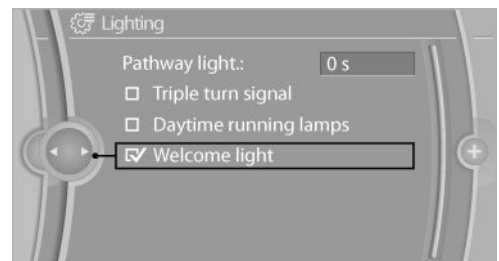 Lighting
Pathway light.: 0 s
Triple turn signal
Daytime running lamps
Welcome light